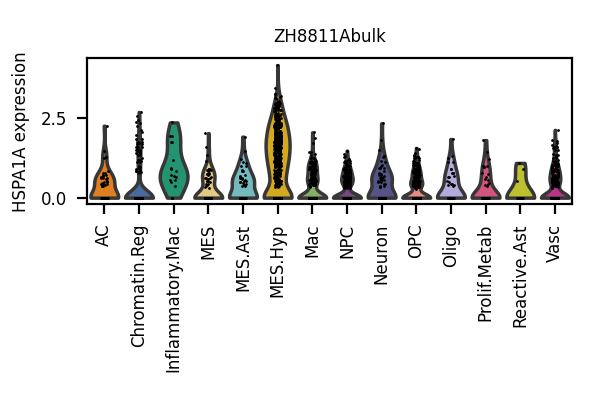 ZH8811Abulk
HSPA1A expression
2.5
0.0
AC
Chromatin.Reg
Inflammatory.Mac
MES
MES.Ast
MES.Hyp
Mac
NPC
Neuron
OPC
Oligo
Prolif.Metab
Reactive.Ast
Vasc